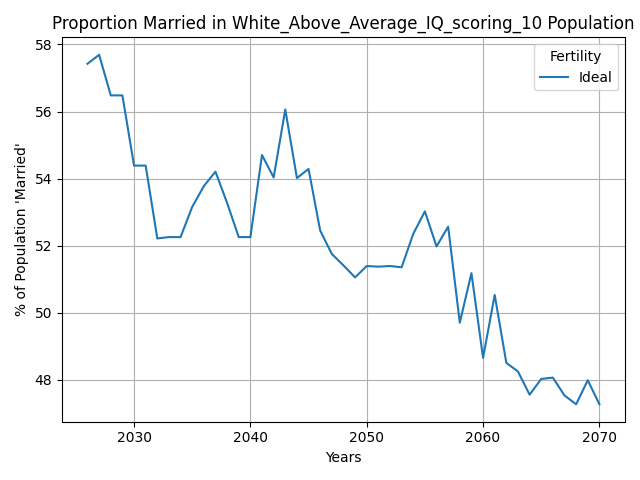 Proportion Married in White_Above_Average_IQ_scoring_10 Population
Fertility
Ideal
58
56
54
52
50
48
% of Population 'Married'
2030 2040 2050 2060 2070
Years